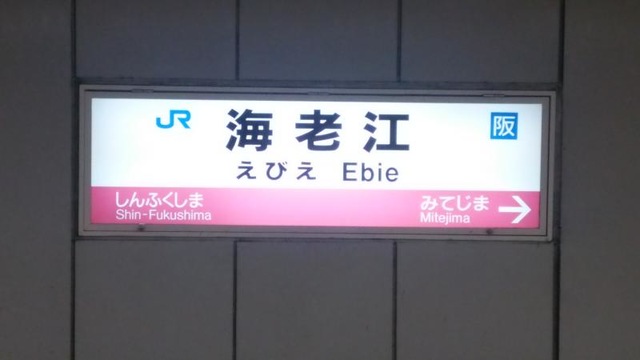 JR 海老江 阪
えびえ Ebie
しんふくしま みてじま →
Shin-Fukushima Mitejima